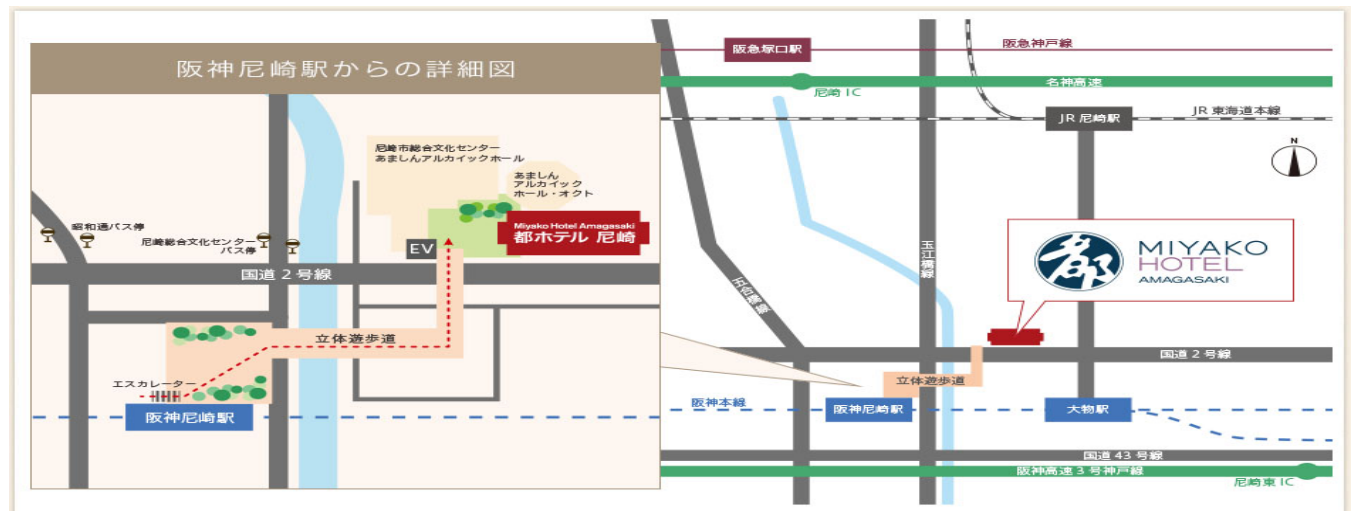 阪神尼崎駅からの詳細図
尼崎市総合文化センター
あましんアルカイックホール
あましん
アルカイック
ホール・オクト
昭和通バス停
尼崎総合文化センター
バス停
EV
Miyako Hotel Amagasaki
都ホテル 尼崎
国道2号線
立体遊歩道
エスカレーター
阪神尼崎駅
阪急塚口駅
阪急神戸線
名神高速
尼崎IC
JR尼崎駅
JR 東海道本線
N
玉江橋線
五合橋線
MIYAKO
HOTEL
AMAGASAKI
都
国道2号線
立体遊歩道
阪神本線
阪神尼崎駅
大物駅
国道43号線
阪神高速3号神戸線
尼崎東IC